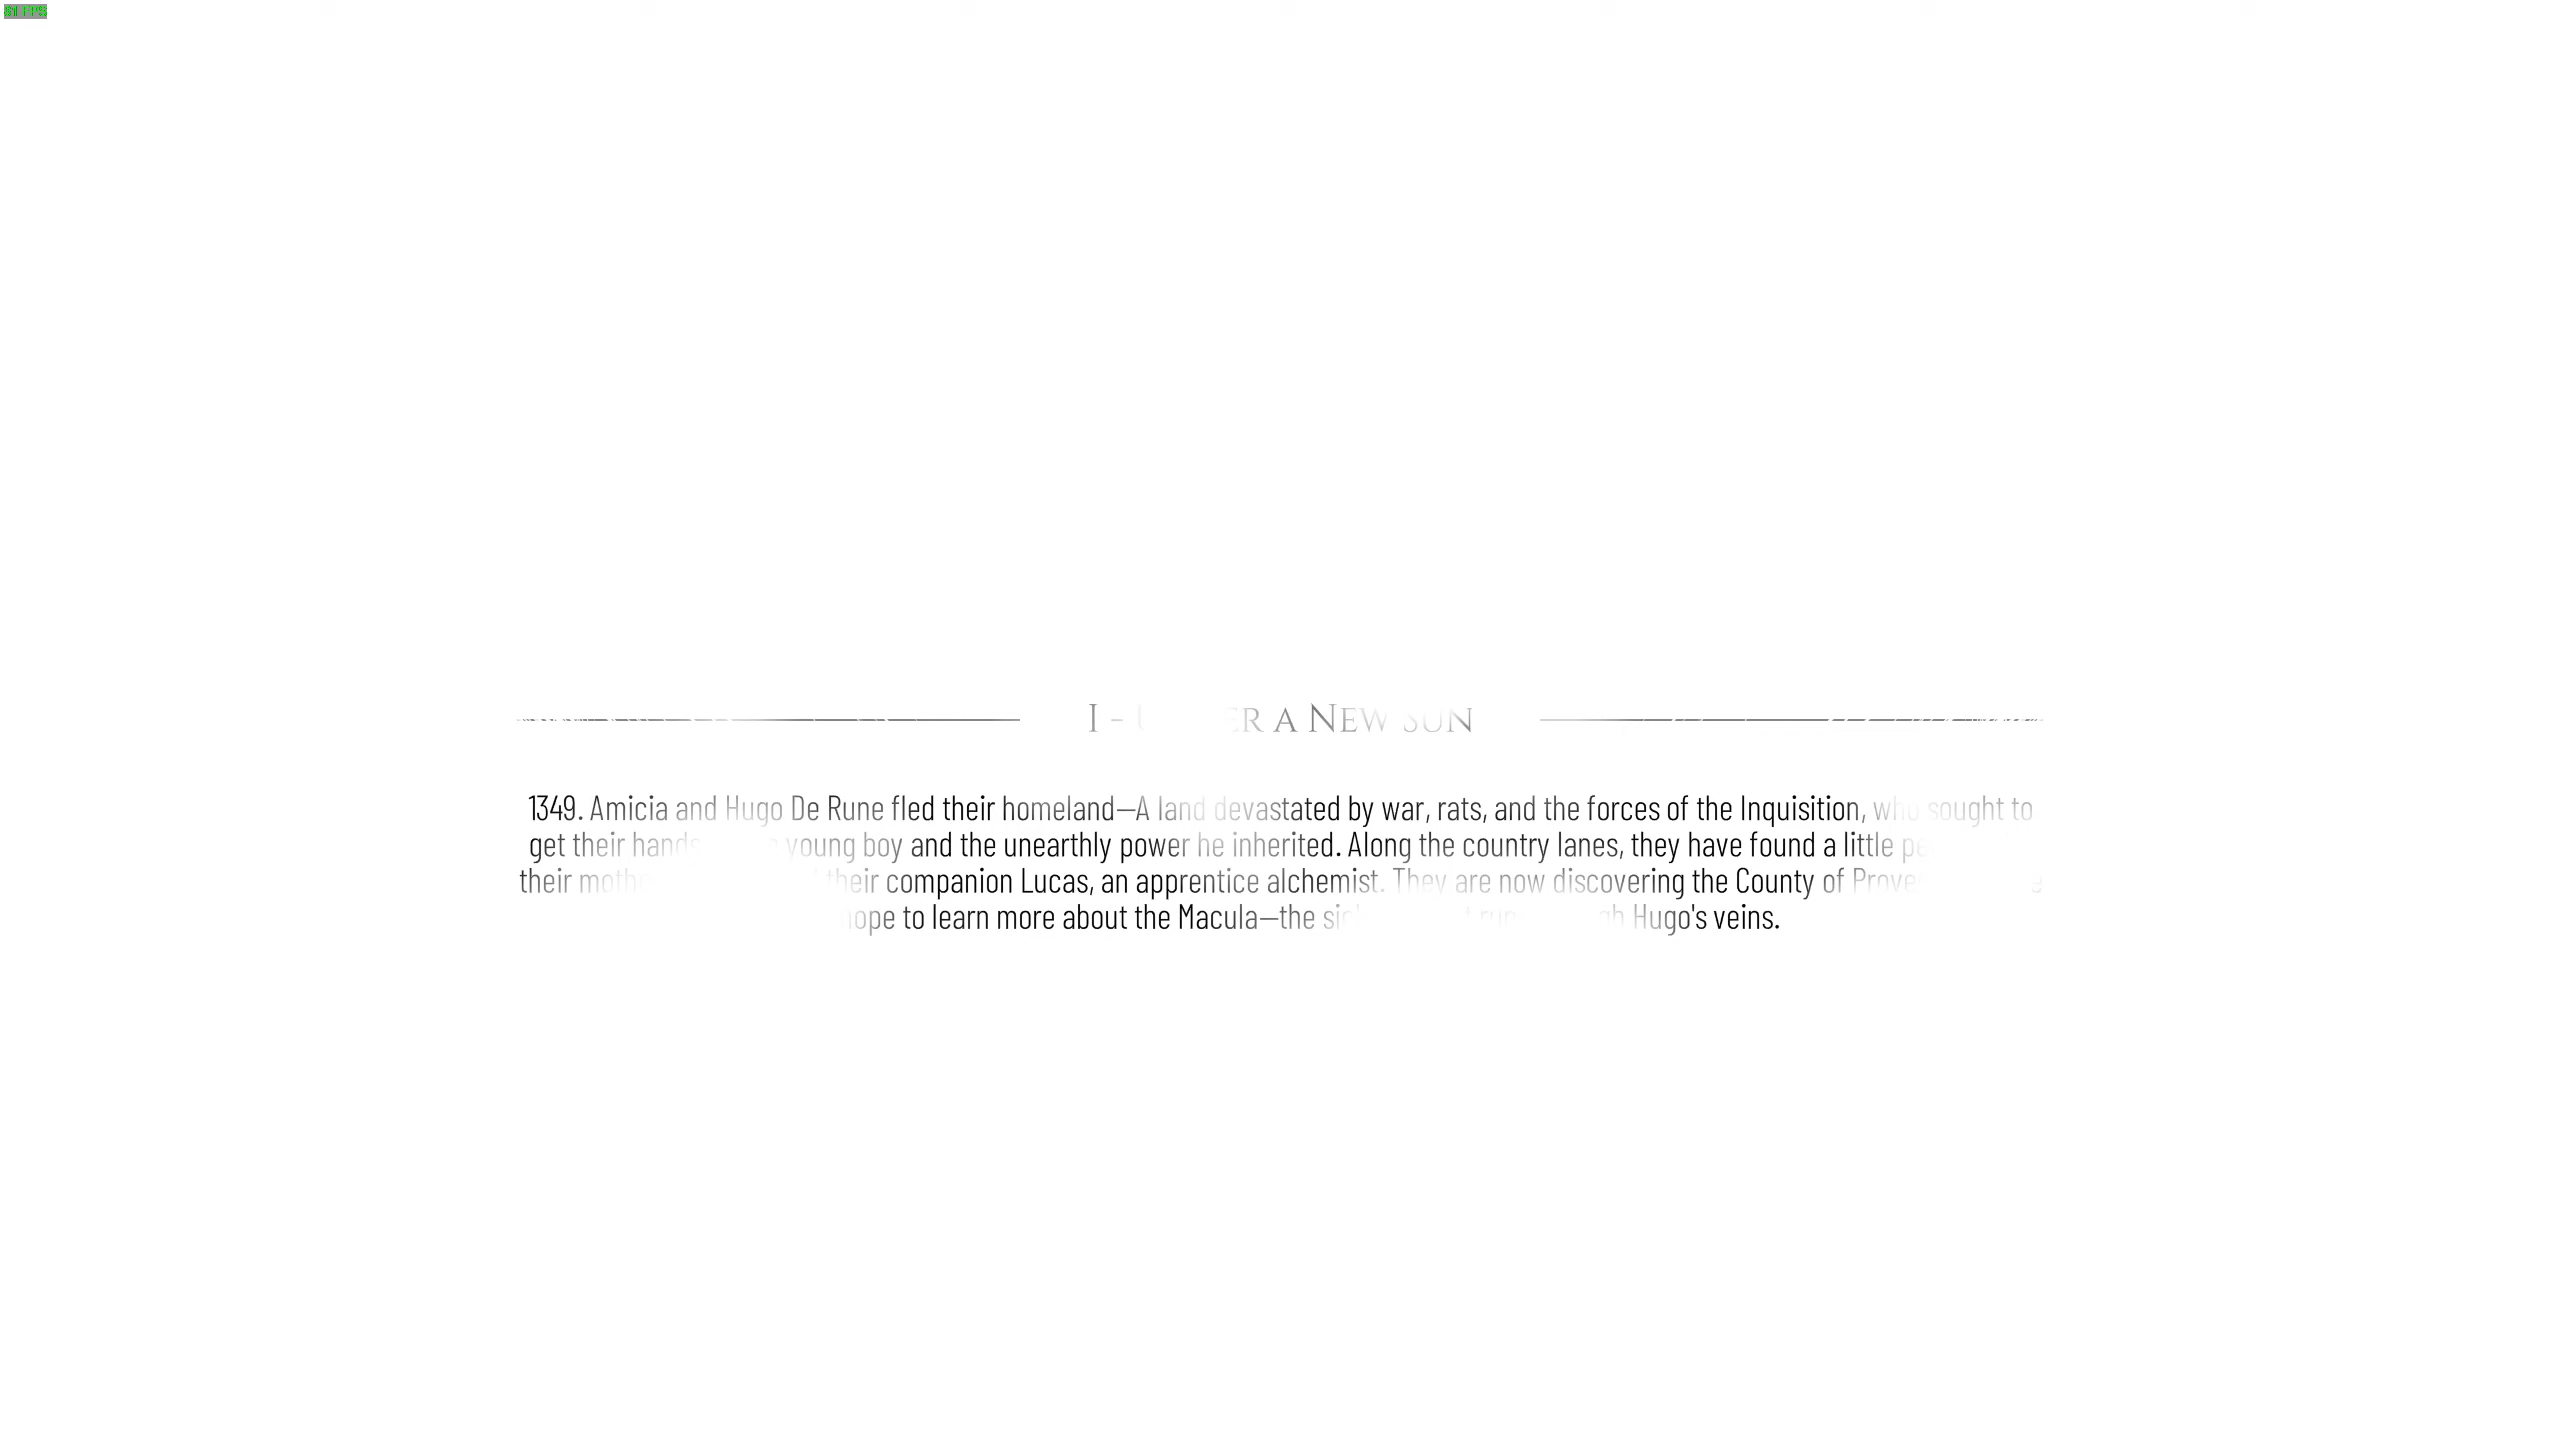 I - A NEW SUN
1349. Amicia and Hugo De Rune fled their homeland—A land devastated by war, rats, and the forces of the Inquisition, who sought to
get their hands young boy and the unearthly power he inherited. Along the country lanes, they have found a little
their their companion Lucas, an apprentice alchemist. They are now discovering the County of
hope to learn more about the Macula—the Hugo's veins.